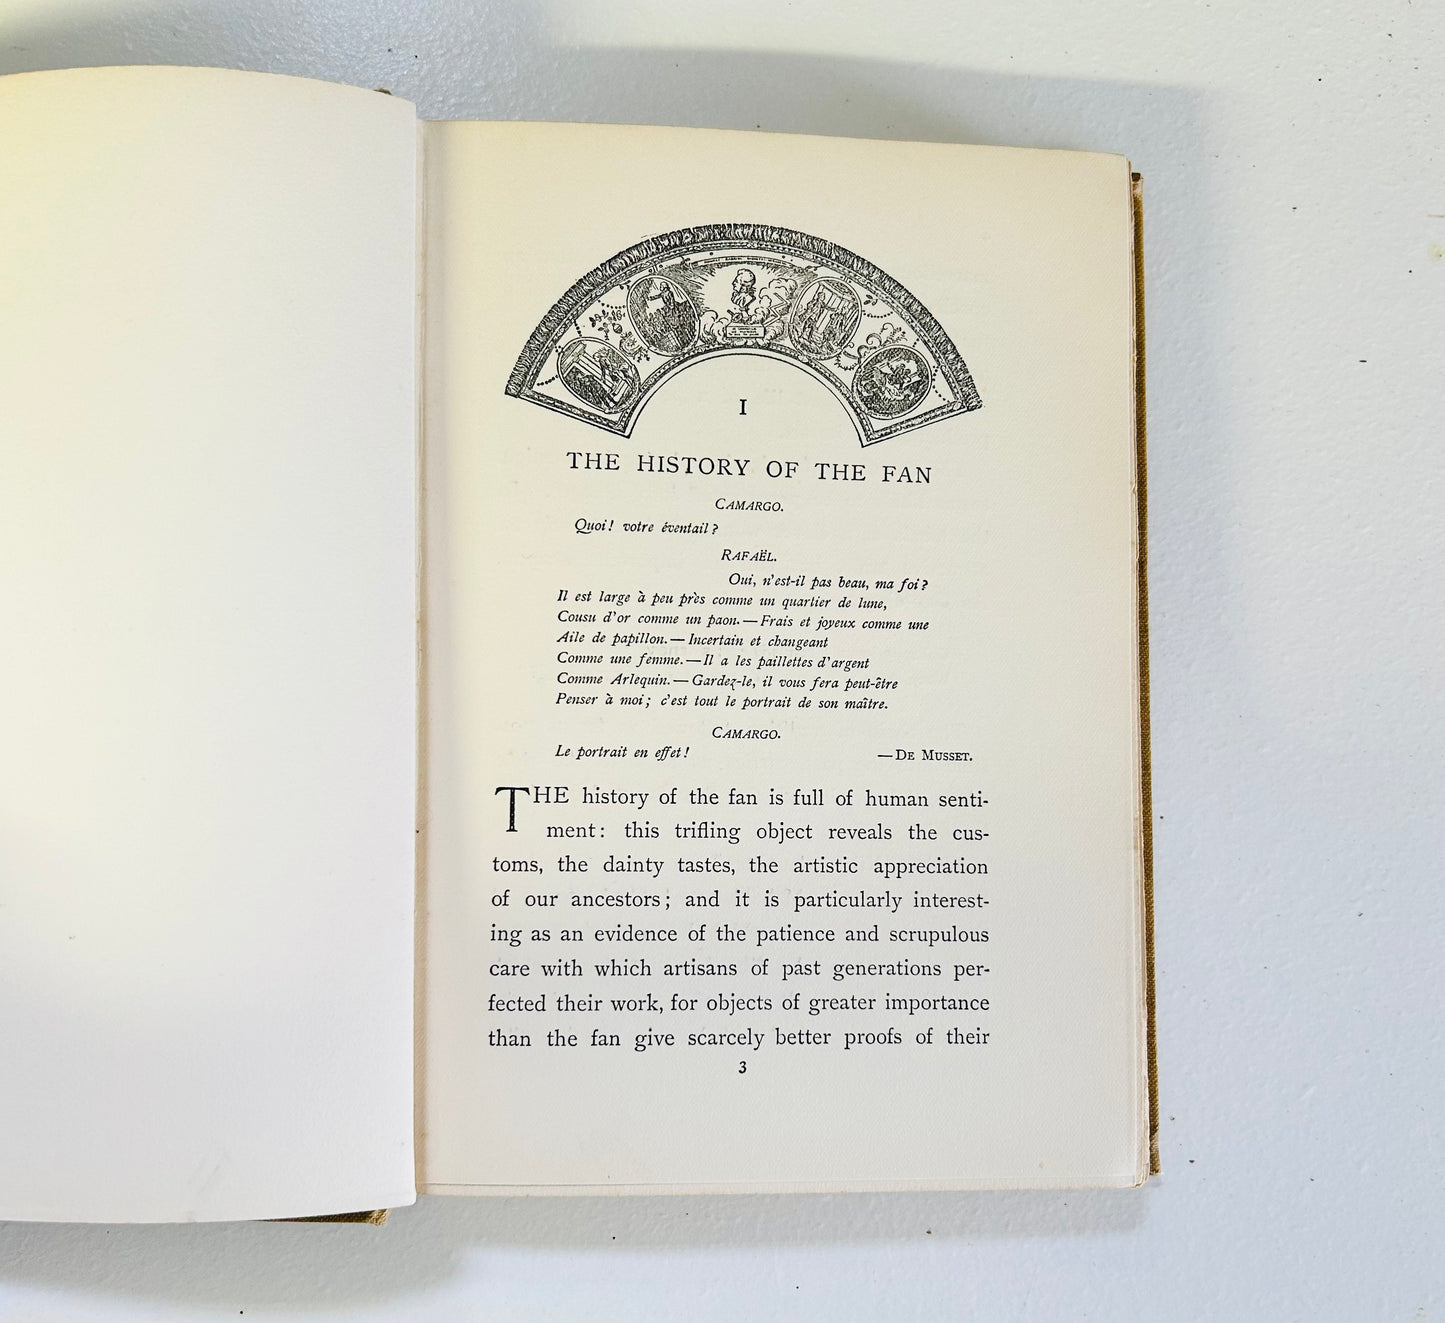 I
THE HISTORY OF THE FAN
CAMARGO.
Quoi! votre éventail?
RAFAËL.
Oui, n'est-il pas beau, ma foi?
Il est large à peu près comme un quartier de lune,
Cousu d'or comme un paon.—Frais et joyeux comme une
Aile de papillon.—Incertain et changeant
Comme une femme.—Il a les paillettes d'argent
Comme Arlequin.—Gardez-le, il vous fera peut-être
Penser à moi; c'est tout le portrait de son maître.
CAMARGO.
Le portrait en effet! —DE MUSSET.
THE history of the fan is full of human senti-
ment: this trifling object reveals the cus-
toms, the dainty tastes, the artistic appreciation
of our ancestors; and it is particularly interest-
ing as an evidence of the patience and scrupulous
care with which artisans of past generations per-
fected their work, for objects of greater importance
than the fan give scarcely better proofs of their
3